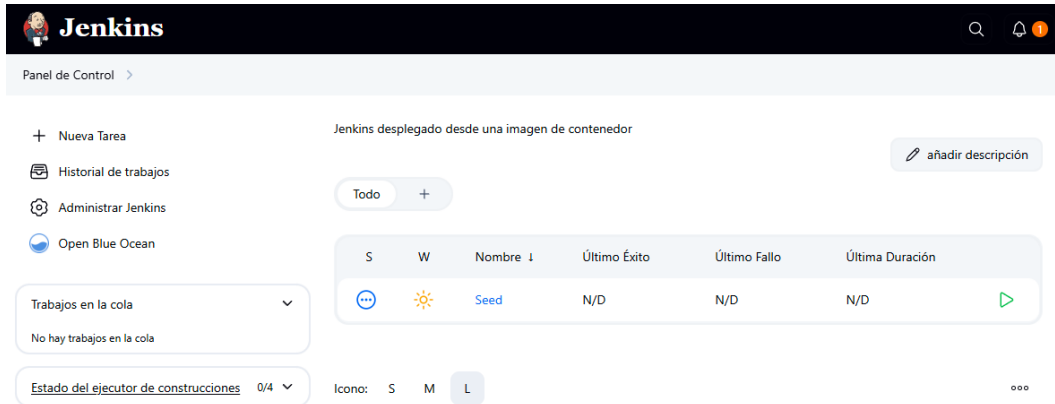 Jenkins
1
Panel de Control
Nueva Tarea
Historial de trabajos
Administrar Jenkins
Open Blue Ocean
Trabajos en la cola
No hay trabajos en la cola
Estado del ejecutor de construcciones 0/4
Jenkins desplegado desde una imagen de contenedor
añadir descripción
Todo +
S W Nombre ↓ Último Éxito Último Fallo Última Duración
Seed N/D N/D N/D
Icono: S M L